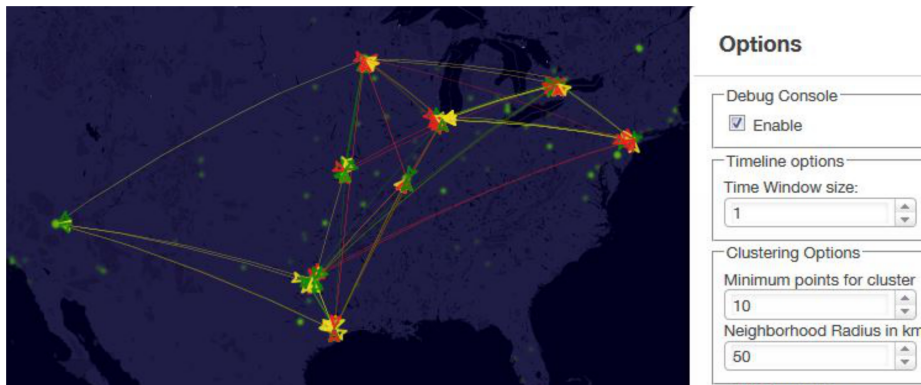 Options
Debug Console
Enable
Timeline options
Time Window size:
1
Clustering Options
Minimum points for cluster
10
Neighborhood Radius in km
50